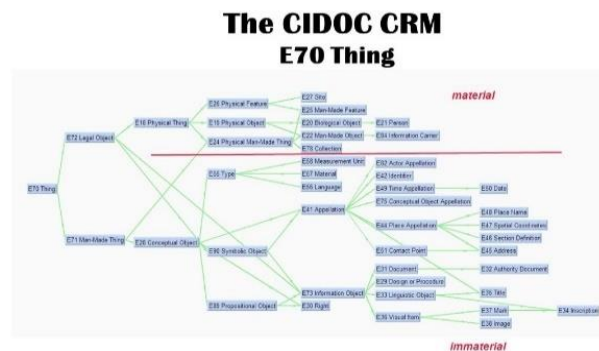 The CIDOC CRM
E70 Thing
material
E27 Site
E26 Physical Feature
E25 Man-Made Feature
E18 Physical Thing
E19 Physical Object
E20 Biological Object
E21 Person
E72 Legal Object
E24 Physical Man-Made Thing
E22 Man-Made Object
E84 Information Carrier
E78 Collection
E58 Measurement Unit
E82 Actor Appellation
E55 Type
E57 Material
E42 Identifier
E70 Thing
E56 Language
E49 Time Appellation
E50 Date
E75 Conceptual Object Appellation
E41 Appellation
E48 Place Name
E44 Place Appellation
E47 Spatial Coordinates
E71 Man-Made Thing
E28 Conceptual Object
E46 Section Definition
E90 Symbolic Object
E51 Contact Point
E45 Address
E31 Document
E32 Authority Document
E29 Design or Procedure
E73 Information Object
E33 Linguistic Object
E35 Title
E89 Propositional Object
E30 Right
E37 Mark
E34 Inscription
E36 Visual Item
E38 Image
immaterial